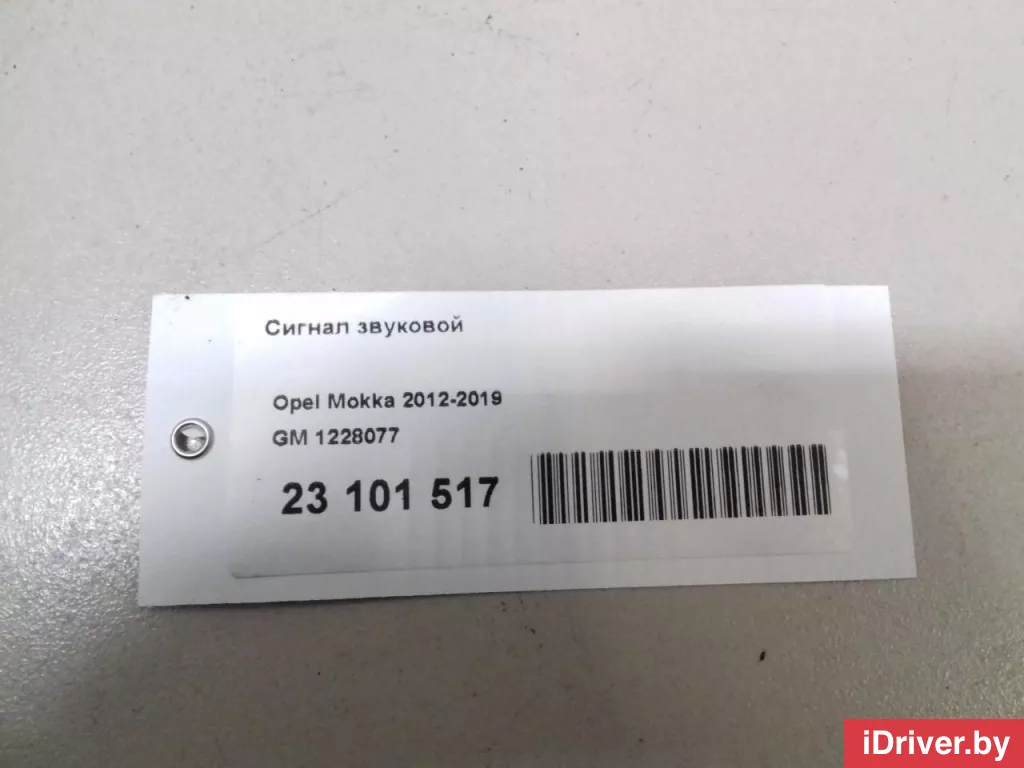 Сигнал звуковой
Opel Mokka 2012-2019
GM 1228077
23 101 517
iDriver.by